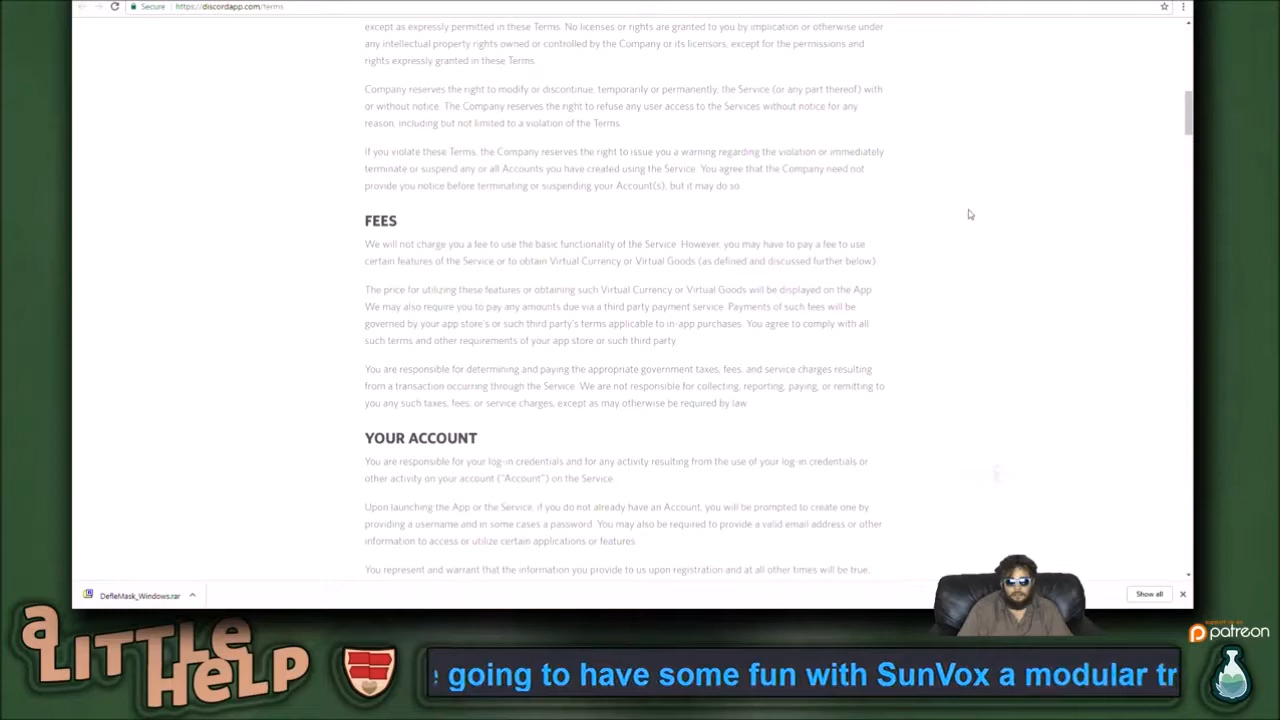 Secure
https://discordapp.com/terms
except as expressly permitted in these Terms. No licenses or rights are granted to you by implication or otherwise under
any intellectual property rights owned or controlled by the Company or its licensors, except for the permissions and
rights expressly granted in these Terms.
Company reserves the right to modify or discontinue, temporarily or permanently, the Service (or any part thereof) with
or without notice. The Company reserves the right to refuse any user access to the Services without notice for any
reason, including but not limited to a violation of the Terms.
If you violate these Terms, the Company reserves the right to issue you a warning regarding the violation or immediately
terminate or suspend any or all Accounts you have created using the Service. You agree that the Company need not
provide you notice before terminating or suspending your Account(s), but it may do so.
FEES
We will not charge you a fee to use the basic functionality of the Service. However, you may have to pay a fee to use
certain features of the Service or to obtain Virtual Currency or Virtual Goods (as defined and discussed further below).
The price for utilizing these features or obtaining such Virtual Currency or Virtual Goods will be displayed on the App.
We may also require you to pay any amounts due via a third party payment service. Payments of such fees will be
governed by your app store's or such third party's terms applicable to in-app purchases. You agree to comply with all
such terms and other requirements of your app store or such third party.
You are responsible for determining and paying the appropriate government taxes, fees, and service charges resulting
from a transaction occurring through the Service. We are not responsible for collecting, reporting, paying, or remitting to
you any such taxes, fees, or service charges, except as may otherwise be required by law.
YOUR ACCOUNT
You are responsible for your log-in credentials and for any activity resulting from the use of your log-in credentials or
other activity on your account ("Account") on the Service.
Upon launching the App or the Service, if you do not already have an Account, you will be prompted to create one by
providing a username and in some cases a password. You may also be required to provide a valid email address or other
information to access or utilize certain applications or features.
You represent and warrant that the information you provide to us upon registration and at all other times will be true,
DefleMask_Windows.rar
Show all
a LITTLE HELP
support us on
patreon
going to have some fun with SunVox a modular tr